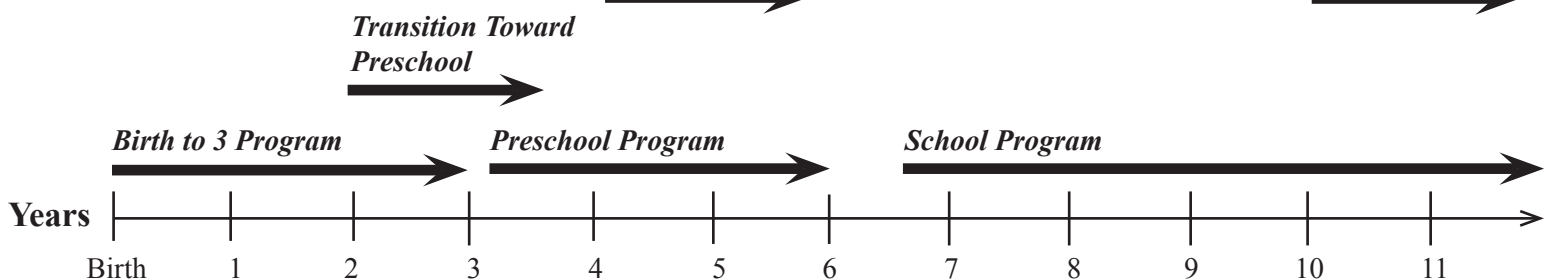 Transition Toward
Preschool
Birth to 3 Program
Preschool Program
School Program
Years
Birth 1 2 3 4 5 6 7 8 9 10 11